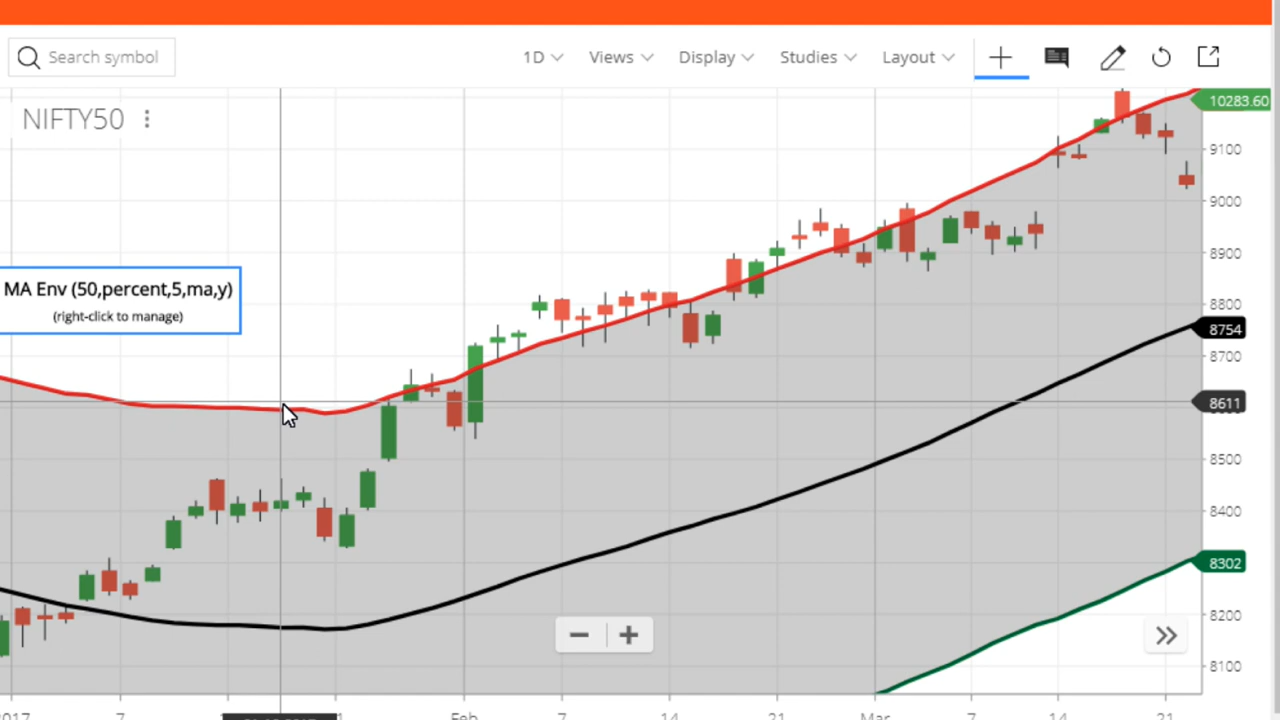 Search symbol
1D Views Display Studies Layout
NIFTY50
10283.60
9100
9000
8900
8800
8754
8700
8611
8500
8400
8302
8300
8200
8100
MA Env (50,percent,5,ma,y)
(right-click to manage)
2017 7 Feb 7 14 21 Mar 7 14 21